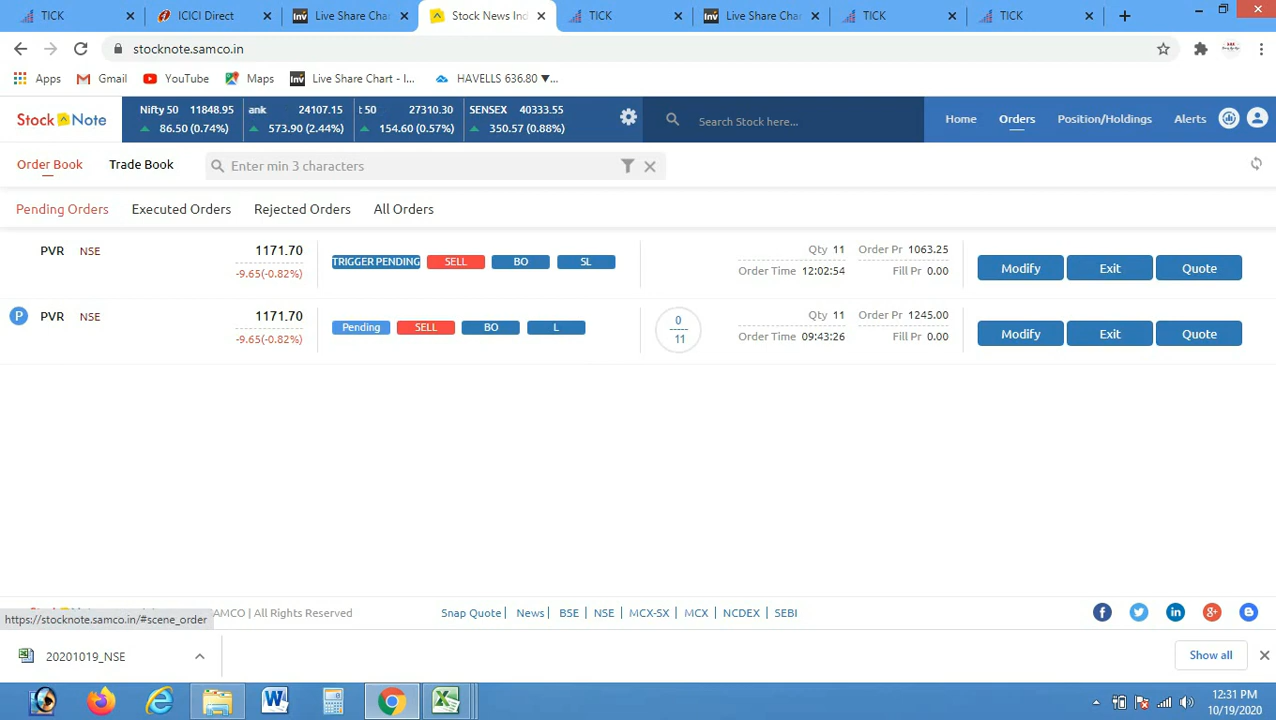 TICK
ICICI Direct
Live Share Char
Stock News Ind
TICK
Live Share Cha
TICK
TICK
stocknote.samco.in
Apps
Gmail
YouTube
Maps
Live Share Chart - I...
HAVELLS 636.80 ▼...
Stock Note
Nifty 50 11848.95
86.50 (0.74%)
ank 24107.15
573.90 (2.44%)
t 50 27310.30
154.60 (0.57%)
SENSEX 40333.55
350.57 (0.88%)
Search Stock here...
Home
Orders
Position/Holdings
Alerts
Order Book
Trade Book
Enter min 3 characters
Pending Orders
Executed Orders
Rejected Orders
All Orders
PVR NSE 1171.70
-9.65(-0.82%)
TRIGGER PENDING SELL BO SL
Qty 11 Order Pr 1063.25
Order Time 12:02:54 Fill Pr 0.00
Modify Exit Quote
P PVR NSE 1171.70
-9.65(-0.82%)
Pending SELL BO L
0
11
Qty 11 Order Pr 1245.00
Order Time 09:43:26 Fill Pr 0.00
Modify Exit Quote
SAMCO | All Rights Reserved
Snap Quote | News | BSE | NSE | MCX-SX | MCX | NCDEX | SEBI
https://stocknote.samco.in/#scene_order
20201019_NSE
Show all
12:31 PM
10/19/2020